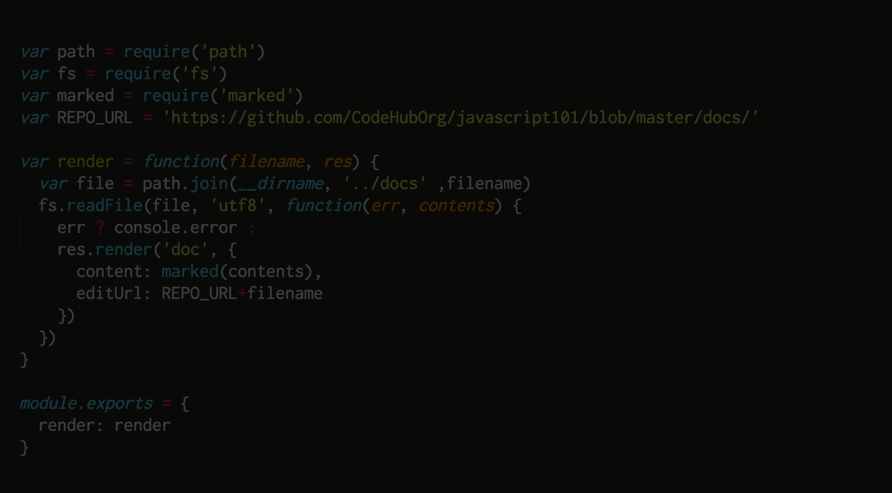 var path = require('path')
var fs = require('fs')
var marked = require('marked')
var REPO_URL = 'https://github.com/CodeHubOrg/javascript101/blob/master/docs/'

var render = function(filename, res) {
  var file = path.join(__dirname, '../docs' ,filename)
  fs.readFile(file, 'utf8', function(err, contents) {
    err ? console.error :
    res.render('doc', {
      content: marked(contents),
      editUrl: REPO_URL+filename
    })
  })
}

module.exports = {
  render: render
}